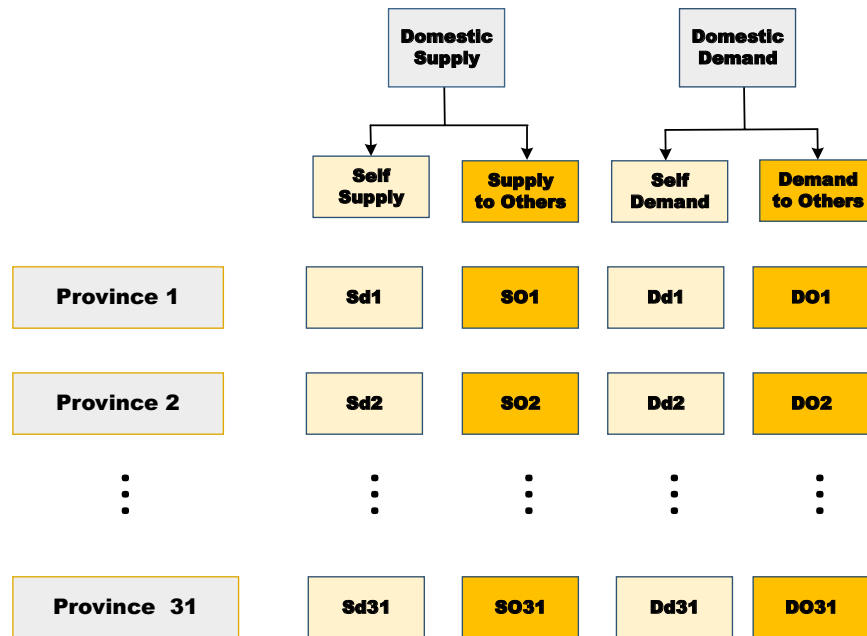 Domestic
Supply
Domestic
Demand
Self
Supply
Supply
to Others
Self
Demand
Demand
to Others
Province 1
Sd1
SO1
Dd1
DO1
Province 2
Sd2
SO2
Dd2
DO2
Province 31
Sd31
SO31
Dd31
DO31